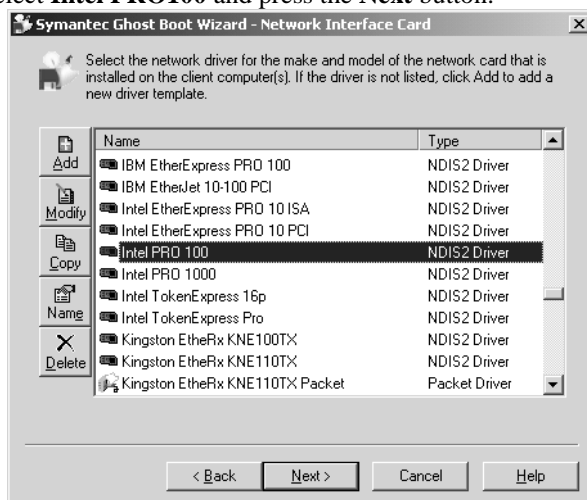 lect Intel PRO100 and press the Next button.
Symantec Ghost Boot Wizard - Network Interface Card
Select the network driver for the make and model of the network card that is
installed on the client computer(s). If the driver is not listed, click Add to add a
new driver template.
Add
Modify
Copy
Name
Delete
Name Type
IBM EtherExpress PRO 100 NDIS2 Driver
IBM EtherJet 10-100 PCI NDIS2 Driver
Intel EtherExpress PRO 10 ISA NDIS2 Driver
Intel EtherExpress PRO 10 PCI NDIS2 Driver
Intel PRO 100 NDIS2 Driver
Intel PRO 1000 NDIS2 Driver
Intel TokenExpress 16p NDIS2 Driver
Intel TokenExpress Pro NDIS2 Driver
Kingston EtheRx KNE100TX NDIS2 Driver
Kingston EtheRx KNE110TX NDIS2 Driver
Kingston EtheRx KNE110TX Packet Packet Driver
< Back Next > Cancel Help